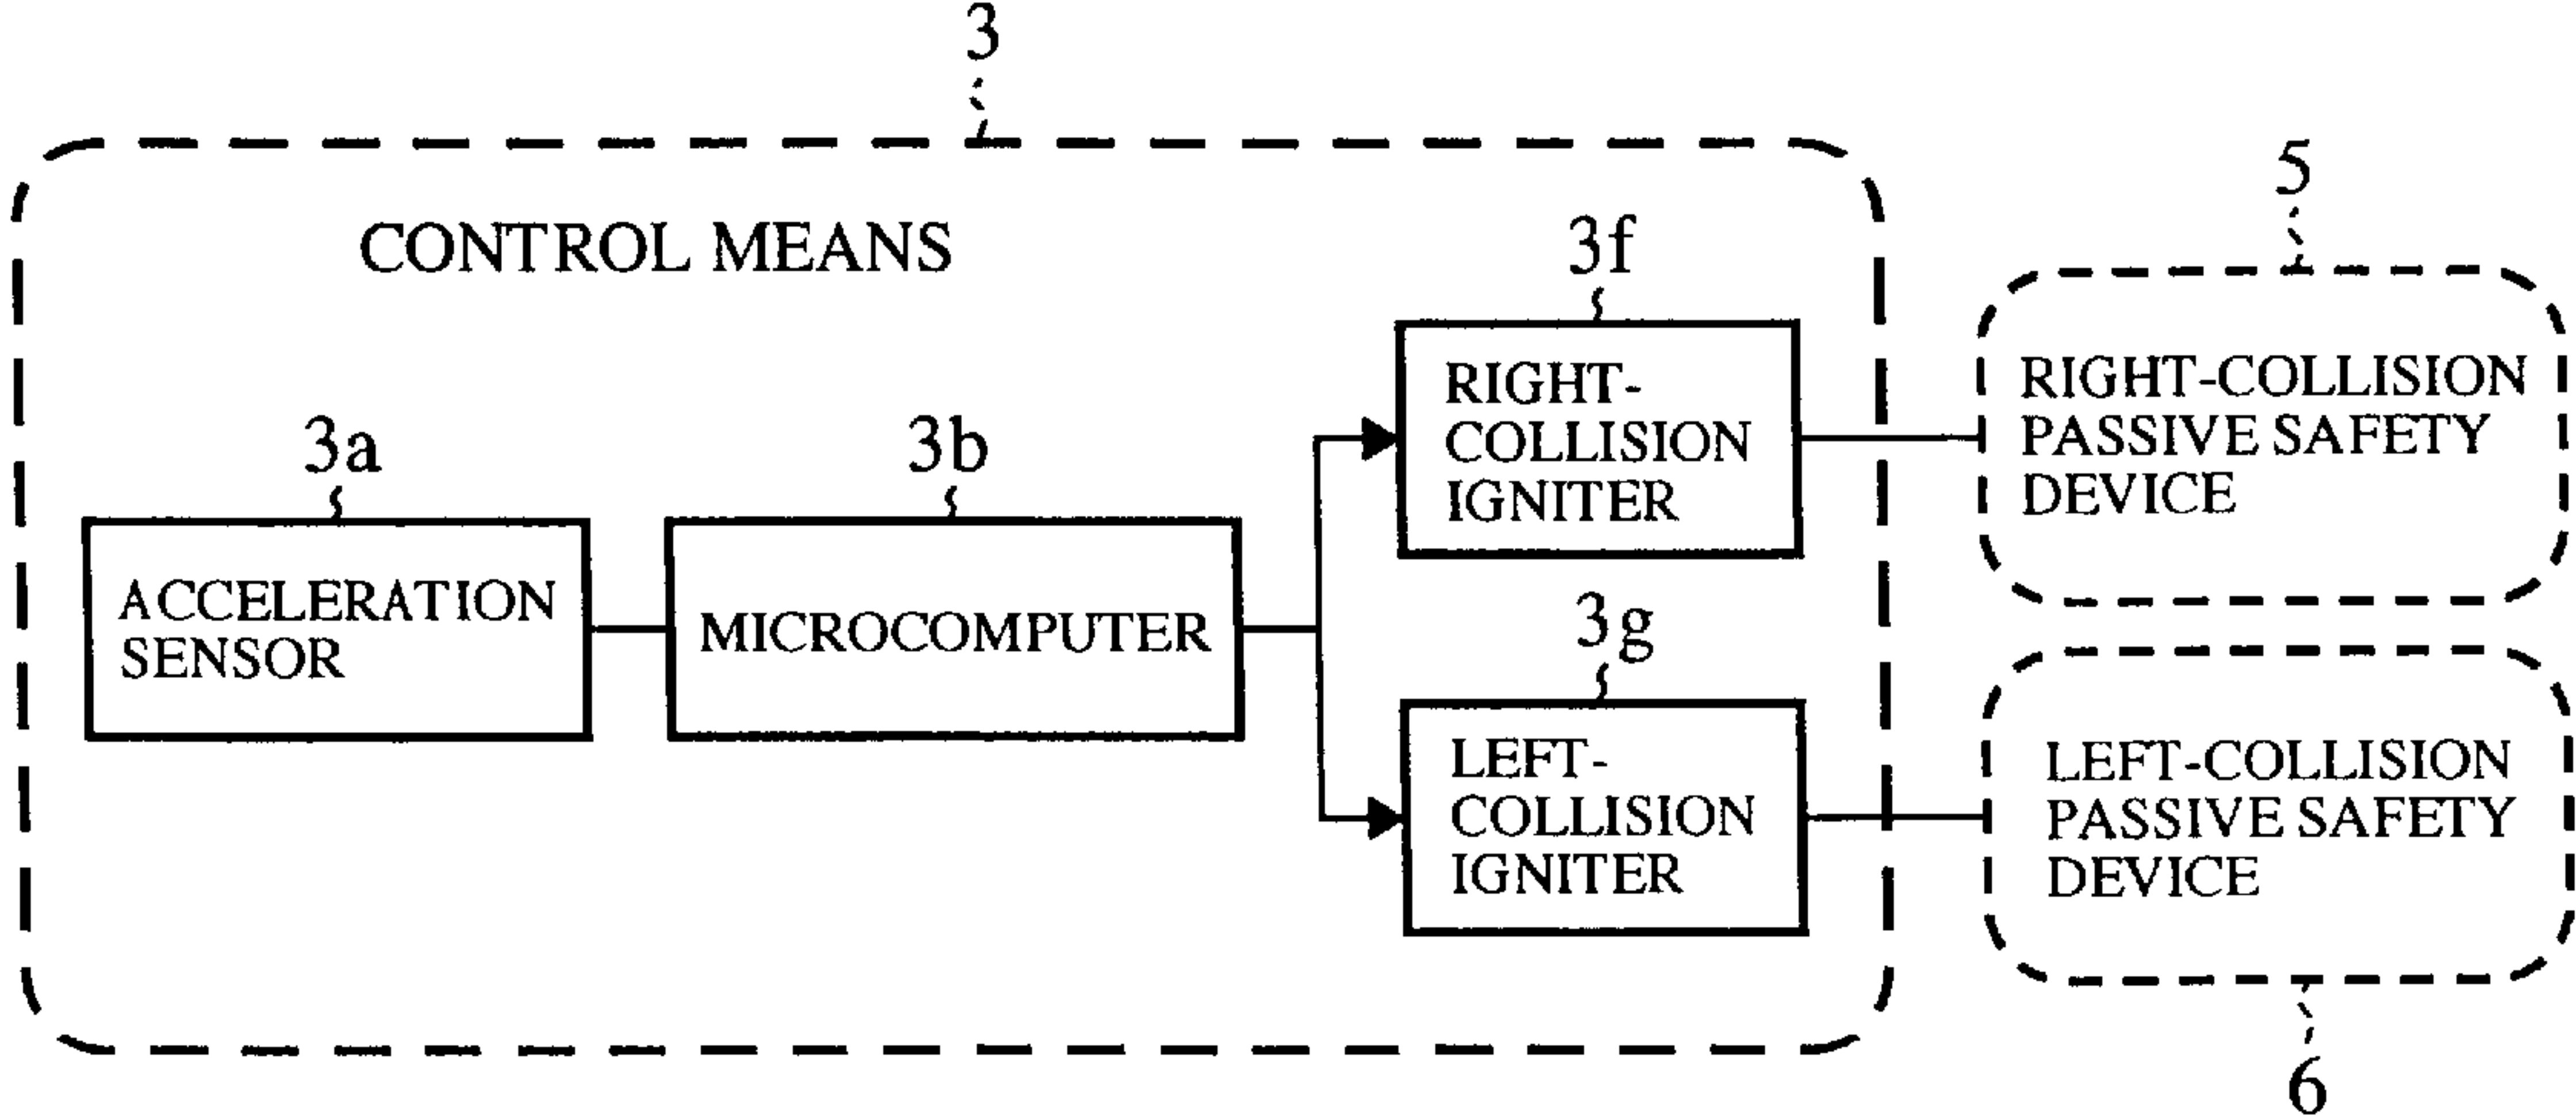 3
CONTROL MEANS
3a
ACCELERATION
SENSOR
3b
MICROCOMPUTER
3f
RIGHT-
COLLISION
IGNITER
3g
LEFT-
COLLISION
IGNITER
5
RIGHT-COLLISION
PASSIVE SAFETY
DEVICE
LEFT-COLLISION
PASSIVE SAFETY
DEVICE
6